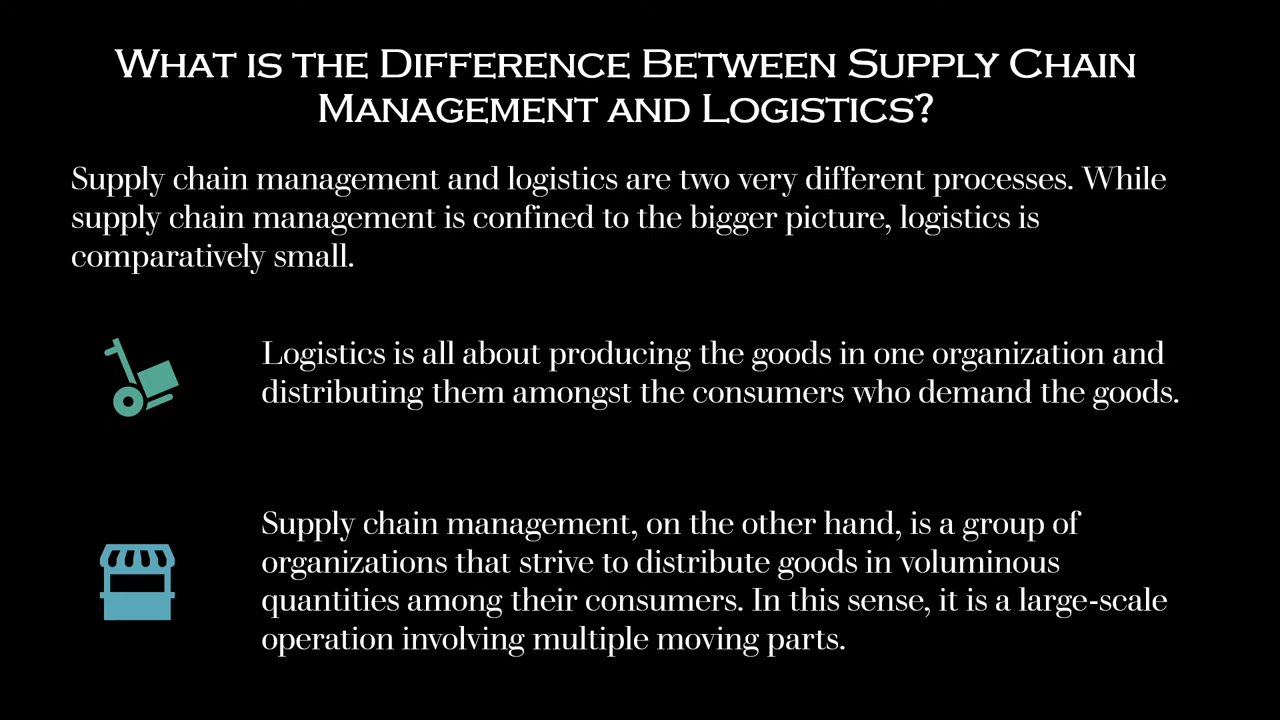 What is the Difference Between Supply Chain
Management and Logistics?
Supply chain management and logistics are two very different processes. While
supply chain management is confined to the bigger picture, logistics is
comparatively small.
Logistics is all about producing the goods in one organization and
distributing them amongst the consumers who demand the goods.
Supply chain management, on the other hand, is a group of
organizations that strive to distribute goods in voluminous
quantities among their consumers. In this sense, it is a large-scale
operation involving multiple moving parts.